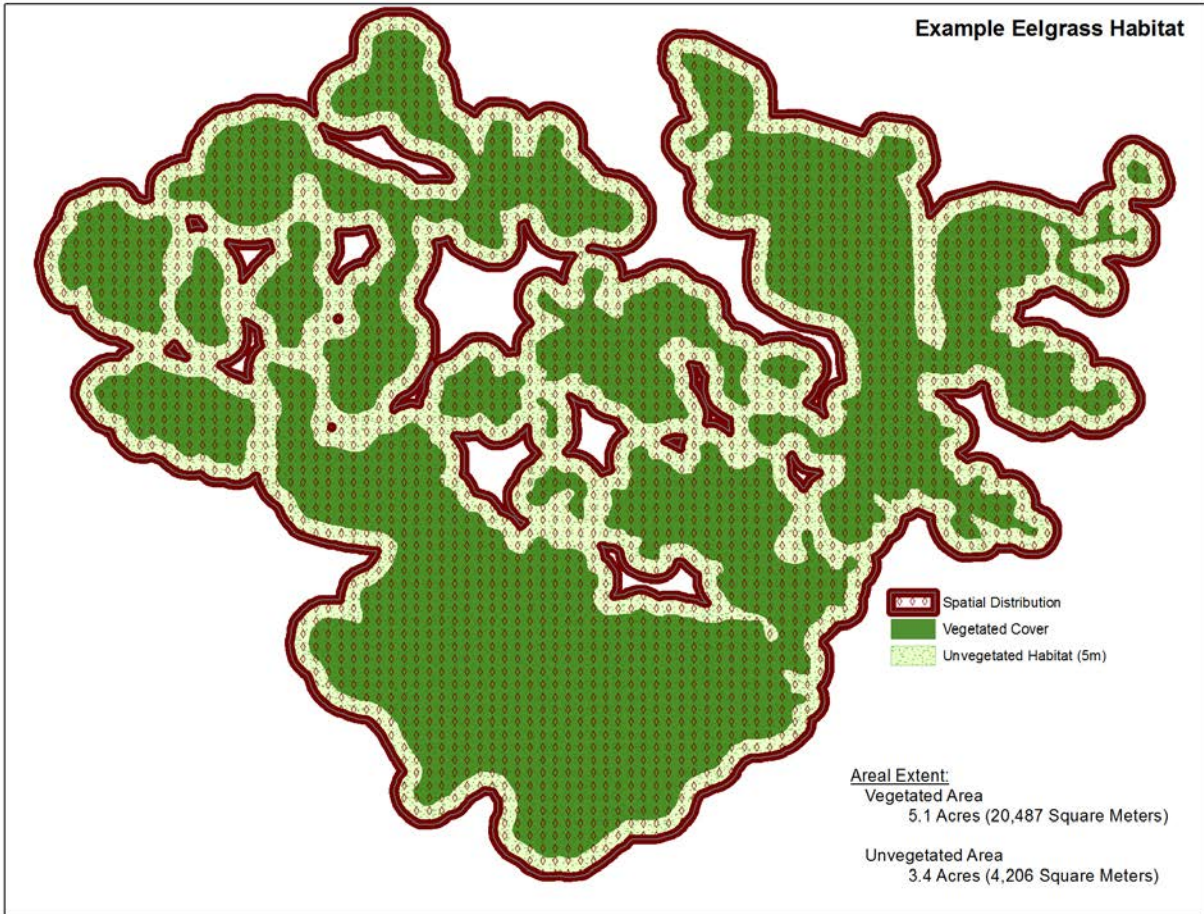 Example Eelgrass Habitat
Spatial Distribution
Vegetated Cover
Unvegetated Habitat (5m)
Areal Extent:
Vegetated Area
5.1 Acres (20,487 Square Meters)
Unvegetated Area
3.4 Acres (4,206 Square Meters)